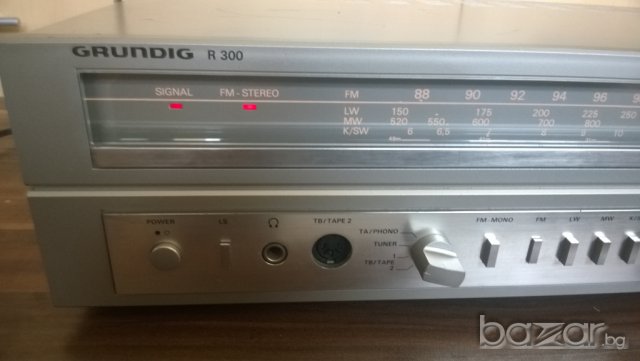 GRUNDIG R 300
SIGNAL FM-STEREO FM 88 90 92 94 96
LW 150 175 200 225 250
MW 520 550 600 700 800
K/SW 6 6,5 7 8 9 10
POWER LS TB/TAPE 2 TA/PHONO FM MONO FM LW MW
TUNER
1
TB/TAPE
2
bazar.bg